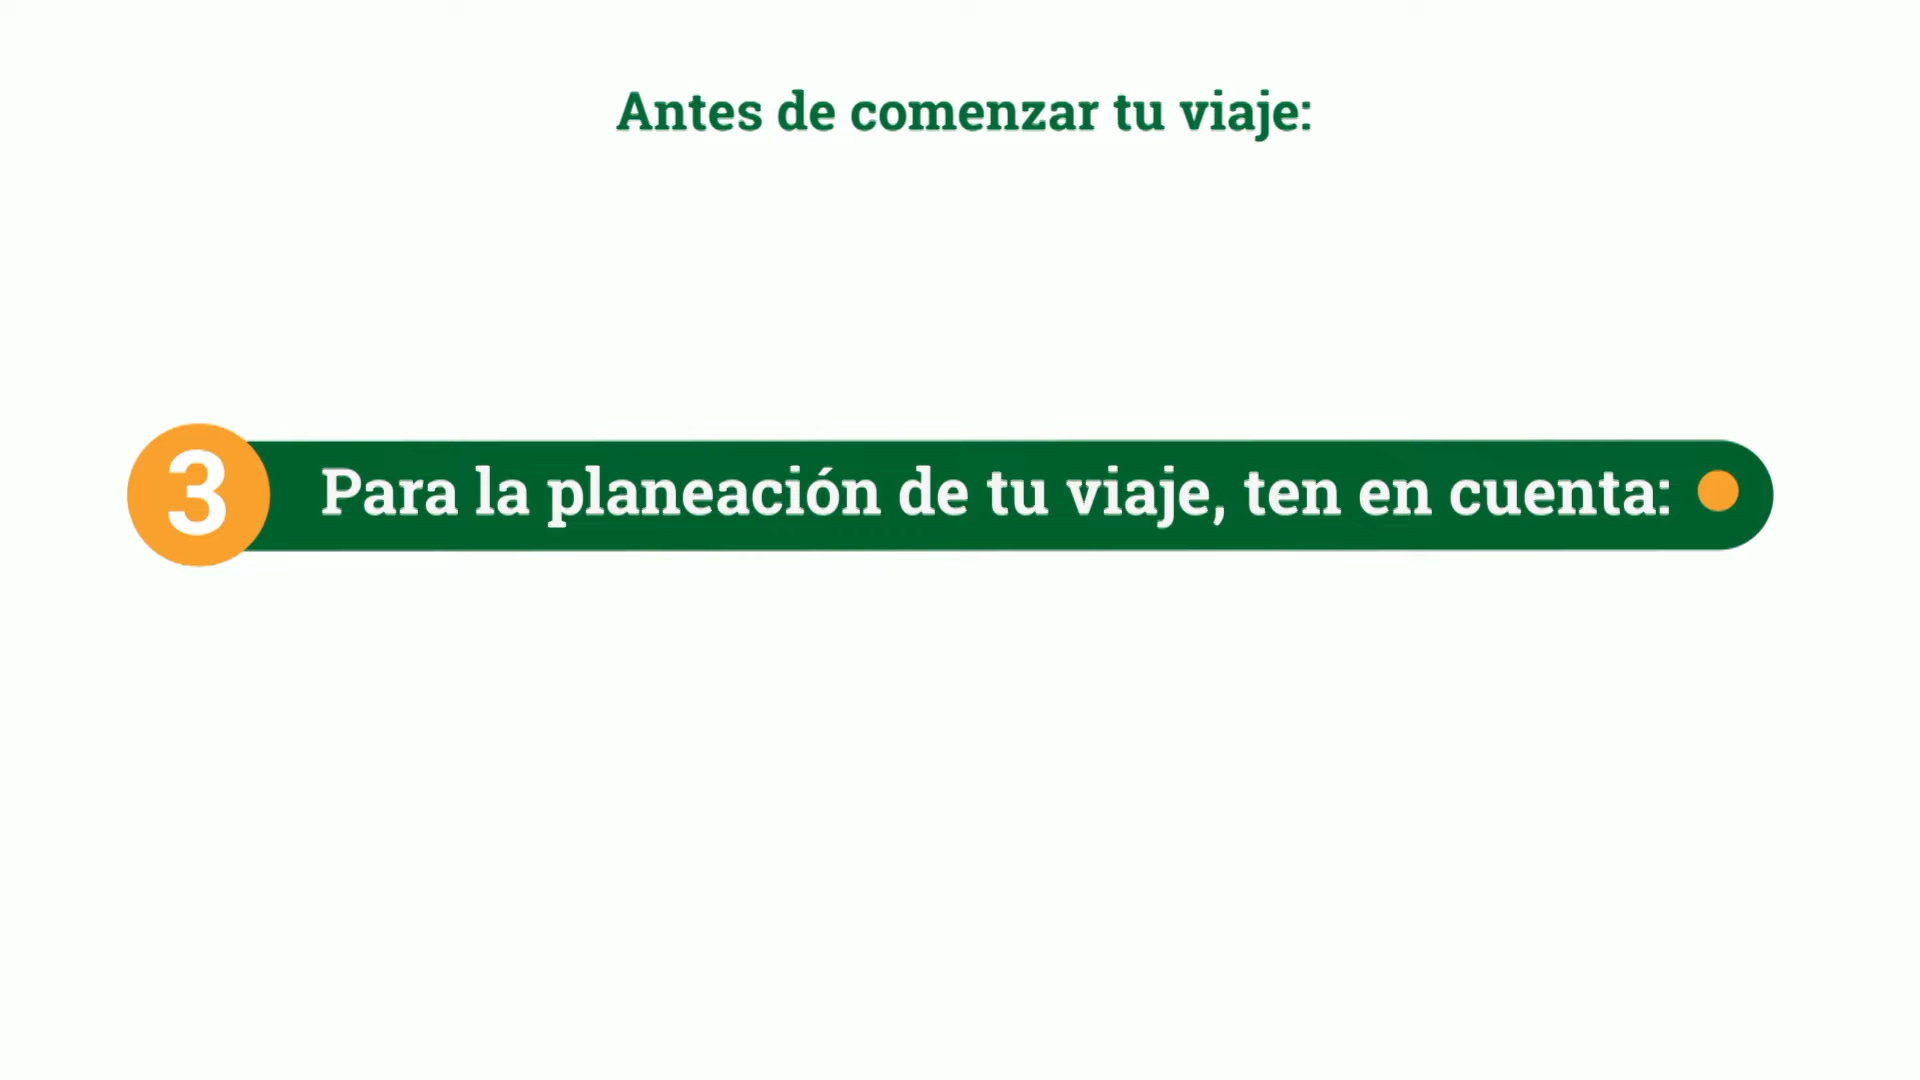 Antes de comenzar tu viaje:
3 Para la planeación de tu viaje, ten en cuenta: